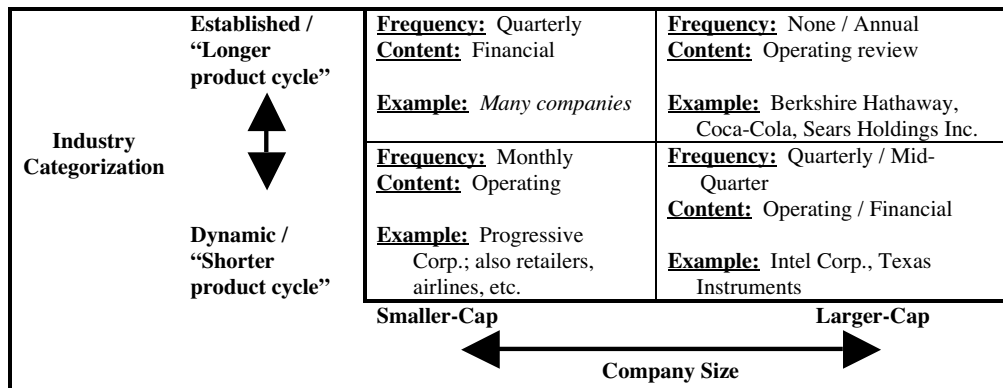 Established /
“Longer
product cycle”
Frequency: Quarterly
Content: Financial
Example: Many companies
Frequency: None / Annual
Content: Operating review
Example: Berkshire Hathaway,
Coca-Cola, Sears Holdings Inc.
Industry
Categorization
Dynamic /
“Shorter
product cycle”
Frequency: Monthly
Content: Operating
Example: Progressive
Corp.; also retailers,
airlines, etc.
Frequency: Quarterly / Mid-
Quarter
Content: Operating / Financial
Example: Intel Corp., Texas
Instruments
Smaller-Cap
Larger-Cap
Company Size